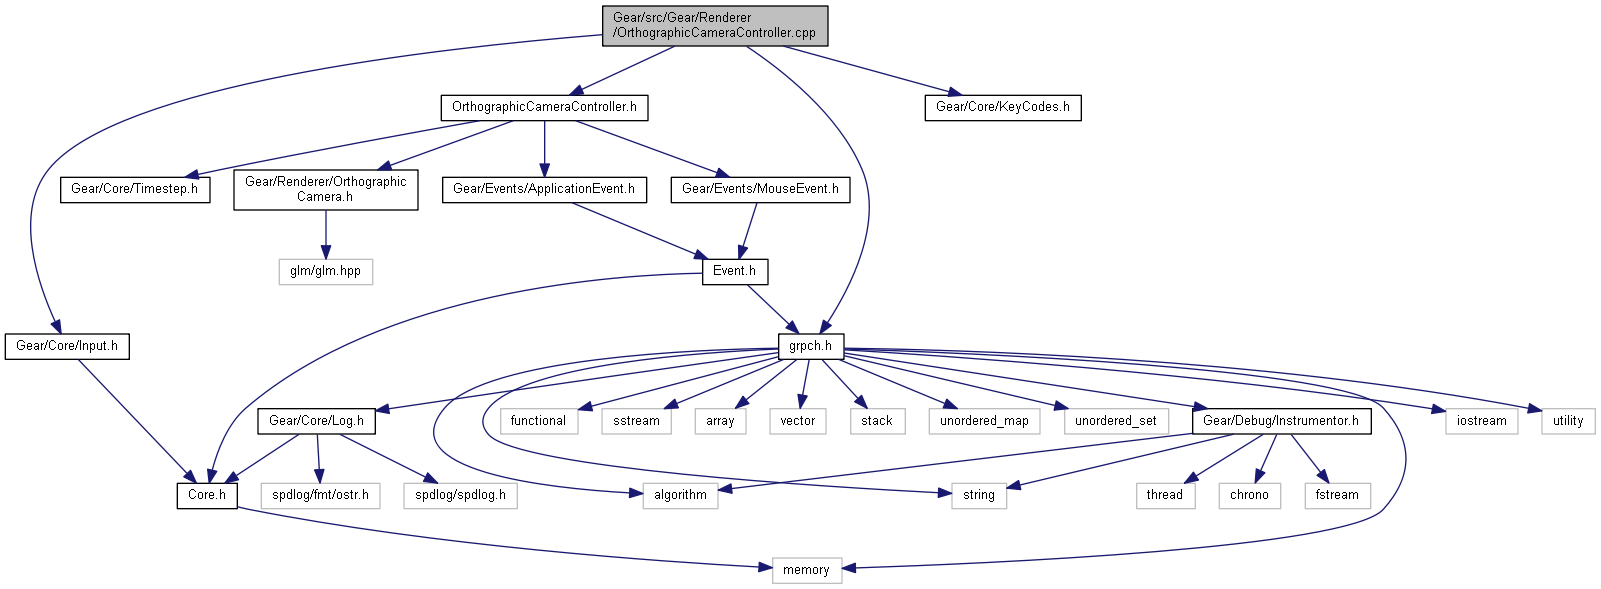 Gear/src/Gear/Renderer
/OrthographicCameraController.cpp
OrthographicCameraController.h
Gear/Core/KeyCodes.h
Gear/Core/Timestep.h
Gear/Renderer/Orthographic
Camera.h
Gear/Events/ApplicationEvent.h
Gear/Events/MouseEvent.h
glm/glm.hpp
Event.h
Gear/Core/Input.h
grpch.h
Gear/Core/Log.h
functional
sstream
array
vector
stack
unordered_map
unordered_set
Gear/Debug/Instrumentor.h
iostream
utility
Core.h
spdlog/fmt/ostr.h
spdlog/spdlog.h
algorithm
string
thread
chrono
fstream
memory